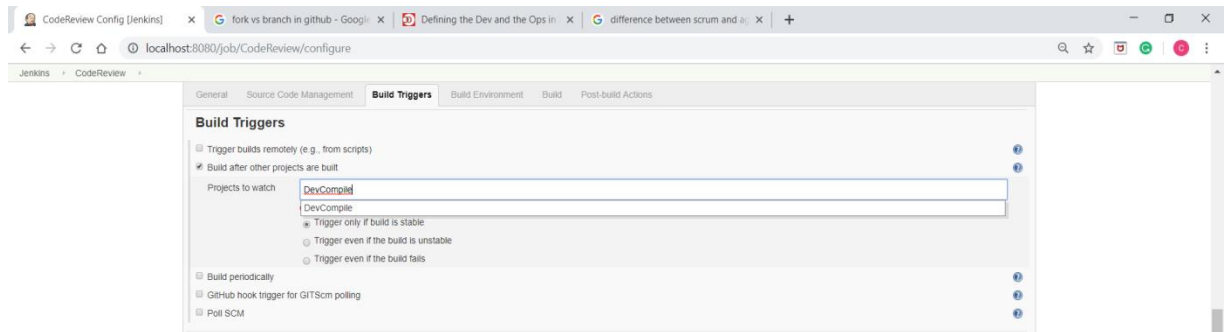 CodeReview Config [Jenkins]
fork vs branch in github - Google
Defining the Dev and the Ops in
difference between scrum and ag
localhost:8080/job/CodeReview/configure
Jenkins CodeReview
General Source Code Management Build Triggers Build Environment Build Post-build Actions
Build Triggers
Trigger builds remotely (e.g., from scripts)
Build after other projects are built
Projects to watch DevCompile
DevCompile
Trigger only if build is stable
Trigger even if the build is unstable
Trigger even if the build fails
Build periodically
GitHub hook trigger for GITScm polling
Poll SCM